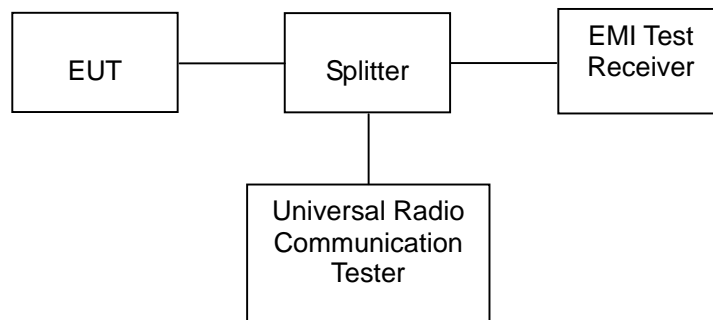 EUT
Splitter
EMI Test
Receiver
Universal Radio
Communication
Tester